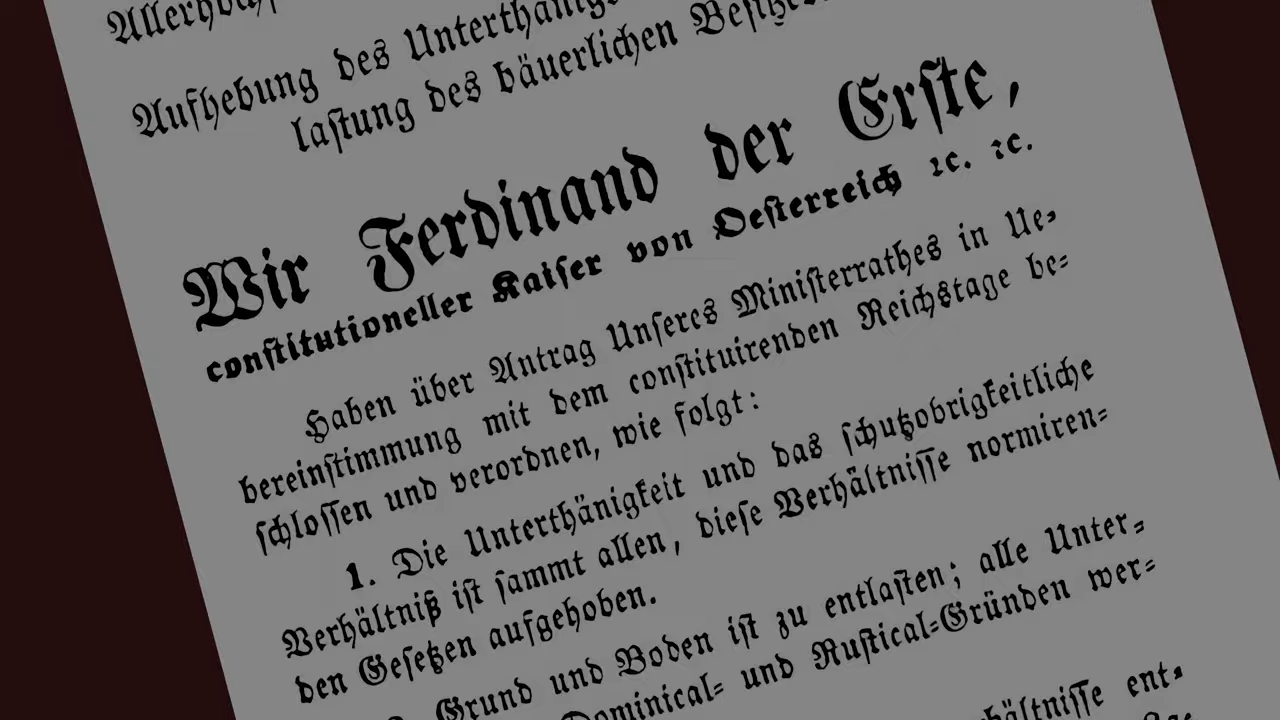 Aufhebung des
lastung des bäuerlichen
Wir Ferdinand der Erste,
constitutioneller Kaiser von Oesterreich ꝛc. ꝛc.
Haben über Antrag Unseres Ministerrathes in Ue-
bereinstimmung mit dem constituirenden Reichstage be-
schlossen und verordnen, wie folgt:
1. Die Unterthänigkeit und das schutzobrigkeitliche
Verhältniß ist sammt allen, diese Verhältnisse normiren-
den Gesetzen aufgehoben.
Grund und Boden ist zu entlasten; alle Unter-
Dominical- und Rustical-Gründen wer-
ent-